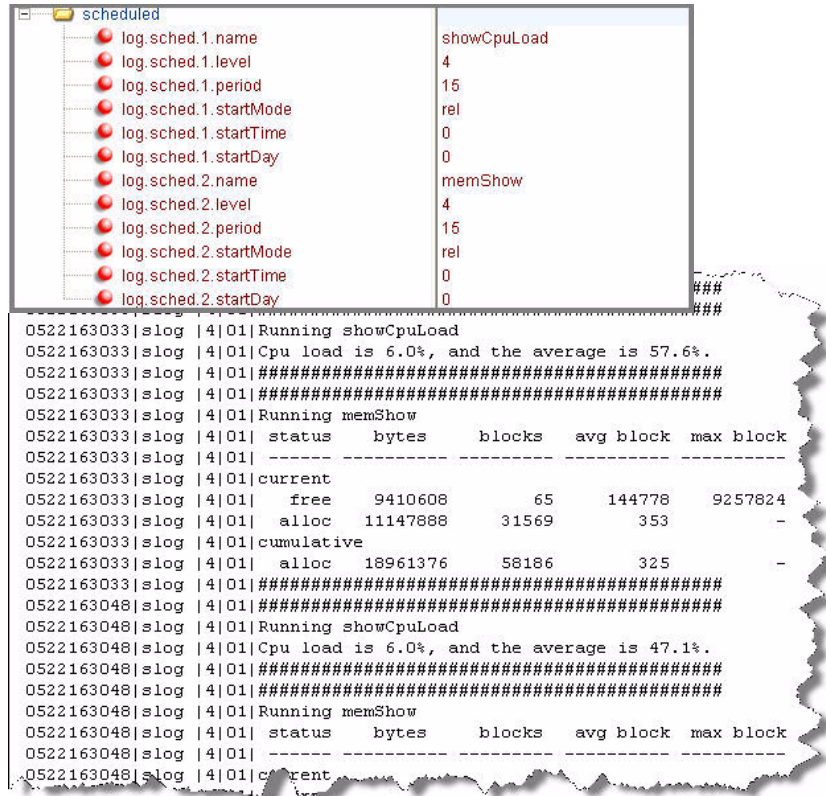 scheduled
log.sched.1.name showCpuLoad
log.sched.1.level 4
log.sched.1.period 15
log.sched.1.startMode rel
log.sched.1.startTime 0
log.sched.1.startDay 0
log.sched.2.name memShow
log.sched.2.level 4
log.sched.2.period 15
log.sched.2.startMode rel
log.sched.2.startTime 0
log.sched.2.startDay 0
###
###
0522163033|slog |4|01|Running showCpuLoad
0522163033|slog |4|01|Cpu load is 6.0%, and the average is 57.6%.
0522163033|slog |4|01|############################################
0522163033|slog |4|01|############################################
0522163033|slog |4|01|Running memShow
0522163033|slog |4|01| status bytes blocks avg block max block
0522163033|slog |4|01| ------ ---------- --------- ---------- ----------
0522163033|slog |4|01|current
0522163033|slog |4|01| free 9410608 65 144778 9257824
0522163033|slog |4|01| alloc 11147888 31569 353 -
0522163033|slog |4|01|cumulative
0522163033|slog |4|01| alloc 18961376 58186 325 -
0522163033|slog |4|01|############################################
0522163048|slog |4|01|############################################
0522163048|slog |4|01|Running showCpuLoad
0522163048|slog |4|01|Cpu load is 6.0%, and the average is 47.1%.
0522163048|slog |4|01|############################################
0522163048|slog |4|01|############################################
0522163048|slog |4|01|Running memShow
0522163048|slog |4|01| status bytes blocks avg block max block
0522163048|slog |4|01| ------ ---------- --------- ---------- ----------
0522163048|slog |4|01|current